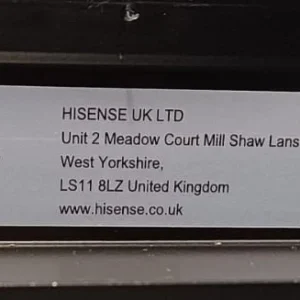 HISENSE UK LTD
Unit 2 Meadow Court Mill Shaw Lans
West Yorkshire,
LS11 8LZ United Kingdom
www.hisense.co.uk